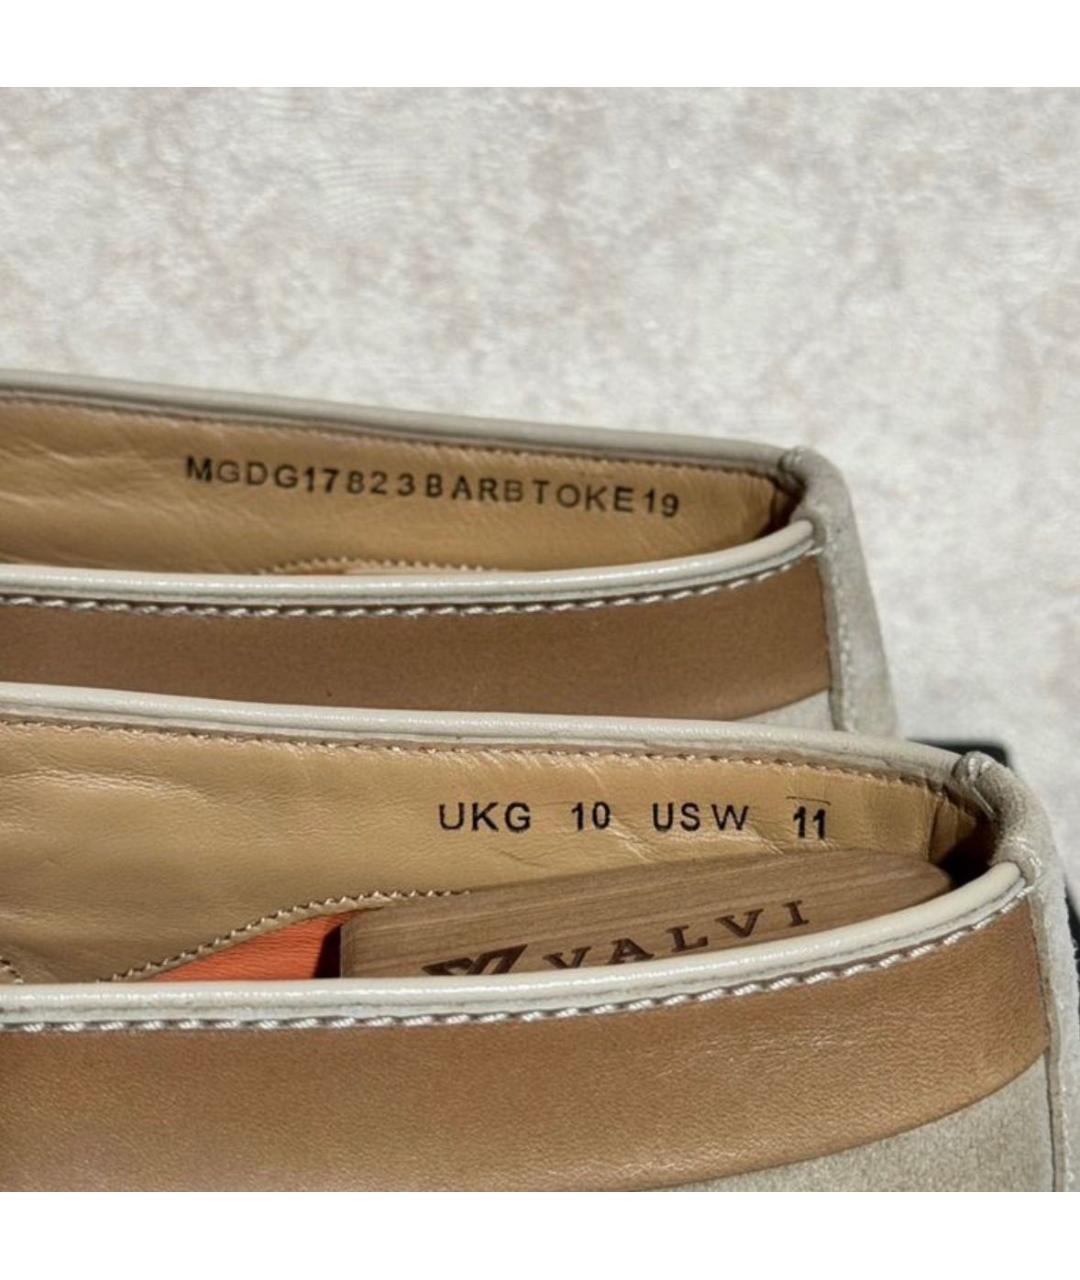 MGDG17823BARBTOKE19
UKG 10 USW 11
VALVI